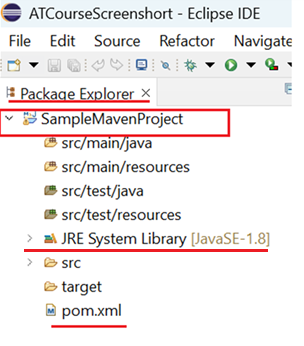 ATCourseScreenshort - Eclipse IDE
File Edit Source Refactor Navigate
Package Explorer
SampleMavenProject
src/main/java
src/main/resources
src/test/java
src/test/resources
JRE System Library [JavaSE-1.8]
src
target
pom.xml